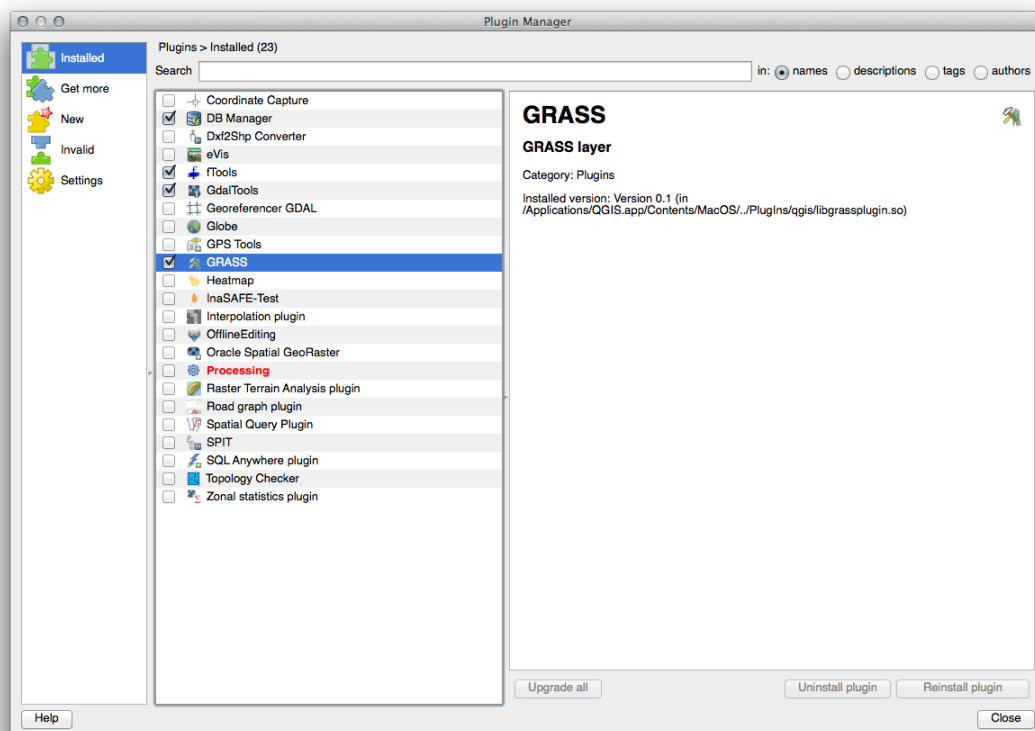 Plugin Manager
Installed
Get more
New
Invalid
Settings
Plugins > Installed (23)
Search in: names descriptions tags authors
Coordinate Capture
DB Manager
Dxf2Shp Converter
eVis
fTools
GdalTools
Georeferencer GDAL
Globe
GPS Tools
GRASS
Heatmap
InaSAFE-Test
Interpolation plugin
OfflineEditing
Oracle Spatial GeoRaster
Processing
Raster Terrain Analysis plugin
Road graph plugin
Spatial Query Plugin
SPIT
SQL Anywhere plugin
Topology Checker
Zonal statistics plugin
GRASS
GRASS layer
Category: Plugins
Installed version: Version 0.1 (in
/Applications/QGIS.app/Contents/MacOS/../PlugIns/qgis/libgrassplugin.so)
Upgrade all Uninstall plugin Reinstall plugin
Help Close